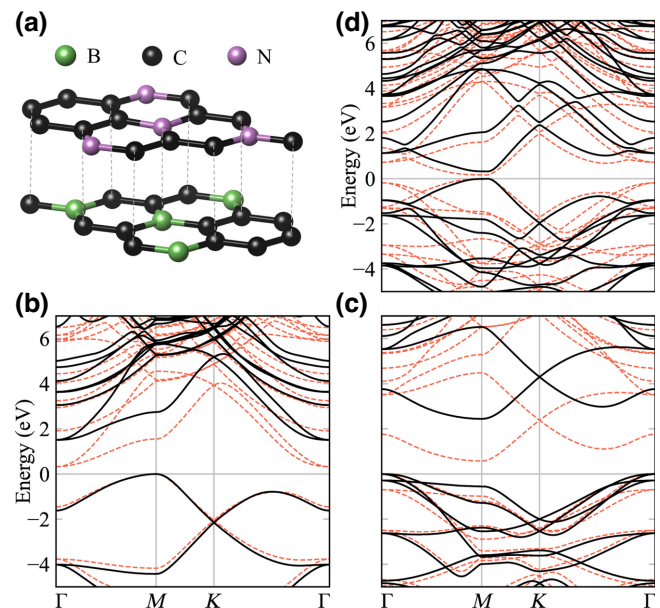 (a)
B C N
(d)
Energy (eV)
6
4
2
0
−2
−4
(b)
Energy (eV)
6
4
2
0
−2
−4
Γ M K Γ
(c)
Γ M K Γ